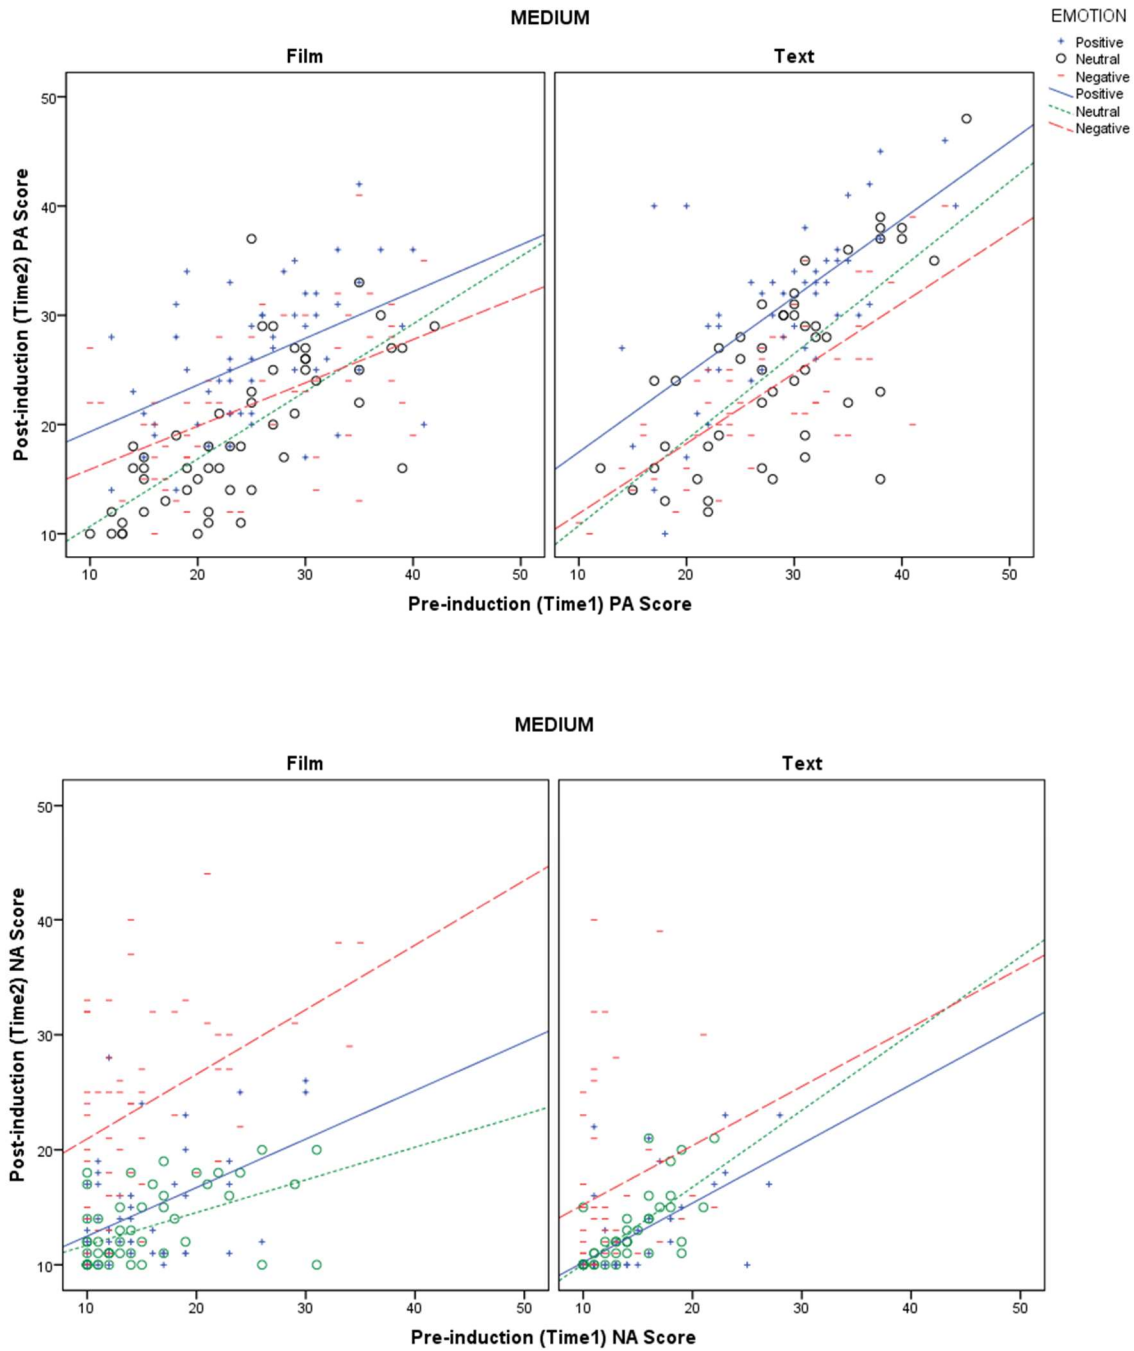 MEDIUM
EMOTION
Film
Text
Positive
Neutral
Negative
Positive
Neutral
Negative
50
40
30
20
10
Post-induction (Time2) PA Score
10 20 30 40 50
10 20 30 40 50
Pre-induction (Time1) PA Score
MEDIUM
Film
Text
50
40
30
20
10
Post-induction (Time2) NA Score
10 20 30 40 50
10 20 30 40 50
Pre-induction (Time1) NA Score